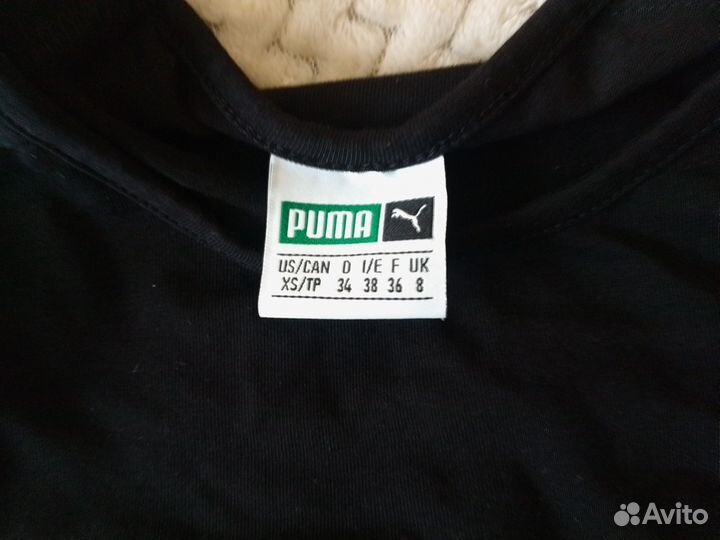 PUMA
US/CAN D I/E F UK
XS/TP 34 38 36 8
Avito